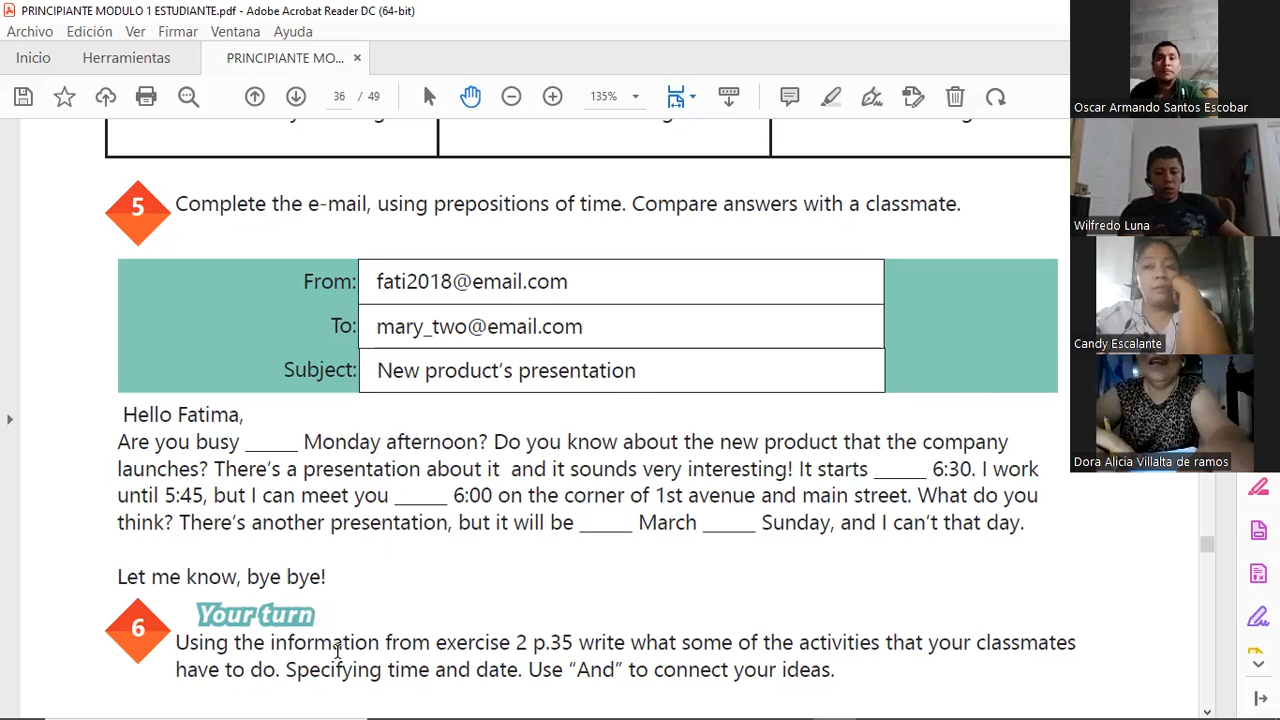 PRINCIPIANTE MODULO 1 ESTUDIANTE.pdf - Adobe Acrobat Reader DC (64-bit)
Archivo Edición Ver Firmar Ventana Ayuda
Inicio Herramientas PRINCIPIANTE MO... ×
36 / 49 135%
5 Complete the e-mail, using prepositions of time. Compare answers with a classmate.
From: fati2018@email.com
To: mary_two@email.com
Subject: New product's presentation
Hello Fatima,
Are you busy _____ Monday afternoon? Do you know about the new product that the company
launches? There's a presentation about it and it sounds very interesting! It starts _____ 6:30. I work
until 5:45, but I can meet you _____ 6:00 on the corner of 1st avenue and main street. What do you
think? There's another presentation, but it will be _____ March _____ Sunday, and I can't that day.
Let me know, bye bye!
Your turn
6 Using the information from exercise 2 p.35 write what some of the activities that your classmates
have to do. Specifying time and date. Use "And" to connect your ideas.
Oscar Armando Santos Escobar
Wilfredo Luna
Candy Escalante
Dora Alicia Villalta de ramos